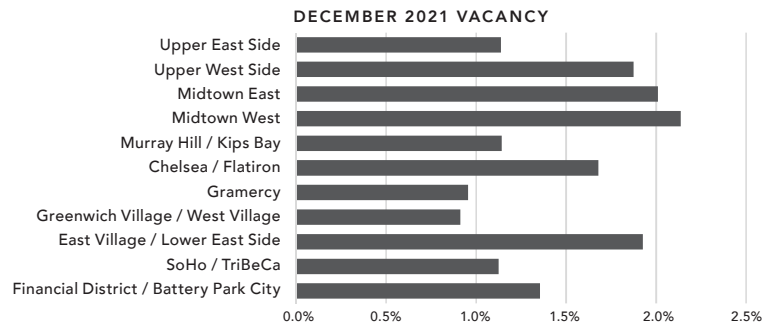 DECEMBER 2021 VACANCY
Upper East Side
Upper West Side
Midtown East
Midtown West
Murray Hill / Kips Bay
Chelsea / Flatiron
Gramercy
Greenwich Village / West Village
East Village / Lower East Side
SoHo / TriBeCa
Financial District / Battery Park City
0.0% 0.5% 1.0% 1.5% 2.0% 2.5%